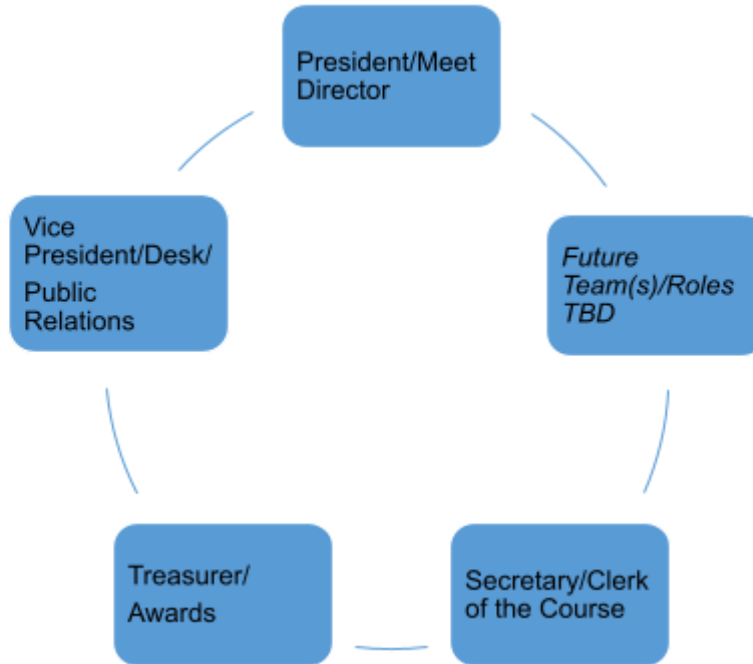 President/Meet
Director
Vice
President/Desk/
Public
Relations
Future
Team(s)/Roles
TBD
Treasurer/
Awards
Secretary/Clerk
of the Course